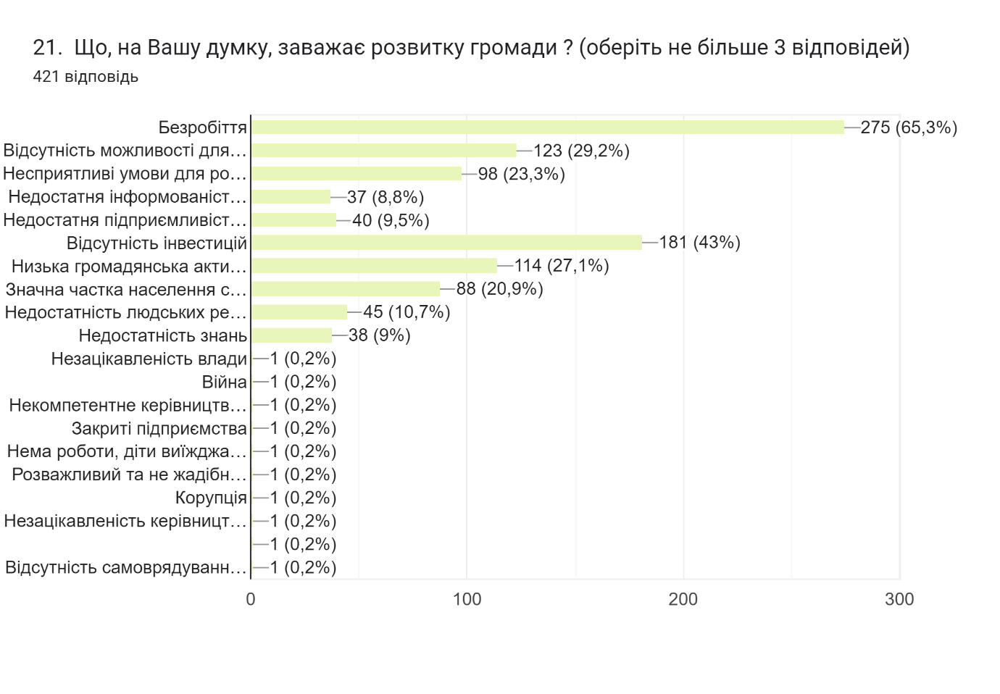 21. Що, на Вашу думку, заважає розвитку громади ? (оберіть не більше 3 відповідей)
421 відповідь
Безробіття 275 (65,3%)
Відсутність можливості для… 123 (29,2%)
Несприятливі умови для ро… 98 (23,3%)
Недостатня інформованіст… 37 (8,8%)
Недостатня підприємливіст… 40 (9,5%)
Відсутність інвестицій 181 (43%)
Низька громадянська акти… 114 (27,1%)
Значна частка населення с… 88 (20,9%)
Недостатність людських ре… 45 (10,7%)
Недостатність знань 38 (9%)
Незацікавленість влади 1 (0,2%)
Війна 1 (0,2%)
Некомпетентне керівництв… 1 (0,2%)
Закриті підприємства 1 (0,2%)
Нема роботи, діти виїжджа… 1 (0,2%)
Розважливий та не жадібн… 1 (0,2%)
Корупція 1 (0,2%)
Незацікавленість керівницт… 1 (0,2%)
1 (0,2%)
Відсутність самоврядуванн… 1 (0,2%)
0 100 200 300